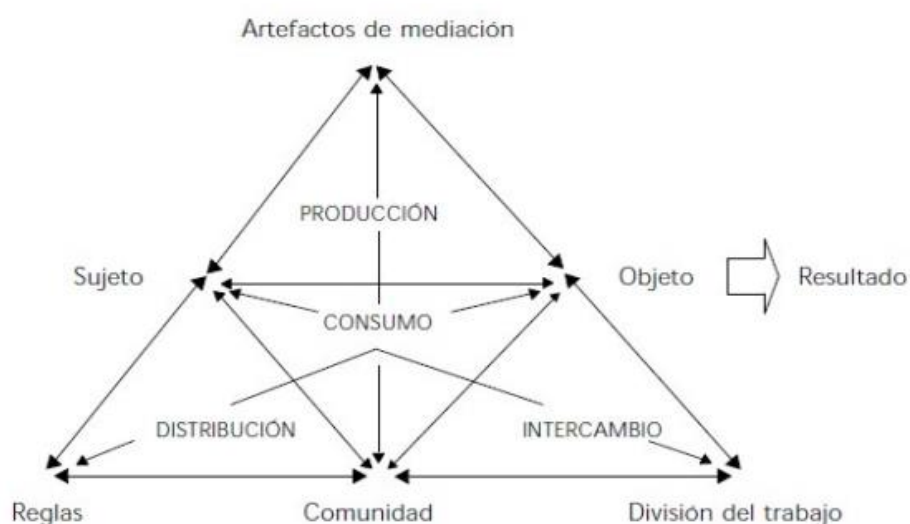 Artefactos de mediación
PRODUCCIÓN
Sujeto
Objeto
Resultado
CONSUMO
DISTRIBUCIÓN
INTERCAMBIO
Reglas
Comunidad
División del trabajo